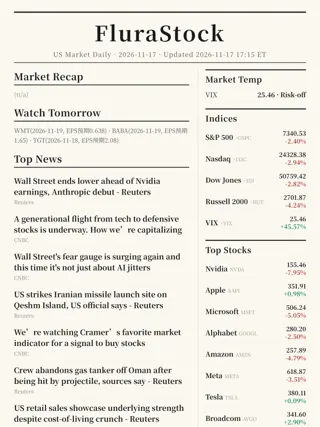 FluraStock
US Market Daily · 2026-11-17 · Updated 2026-11-17 17:15 ET
Market Recap
(n/a)
Watch Tomorrow
WMT(2026-11-19, EPS预期0.638) · BABA(2026-11-19, EPS预期
1.65) · TGT(2026-11-18, EPS预期2.08)
Top News
Wall Street ends lower ahead of Nvidia
earnings, Anthropic debut - Reuters
Reuters
A generational flight from tech to defensive
stocks is underway. How we’re capitalizing
CNBC
Wall Street's fear gauge is surging again and
this time it's not just about AI jitters
CNBC
US strikes Iranian missile launch site on
Qeshm Island, US official says - Reuters
Reuters
We’re watching Cramer’s favorite market
indicator for a signal to buy stocks
CNBC
Crew abandons gas tanker off Oman after
being hit by projectile, sources say - Reuters
Reuters
US retail sales showcase underlying strength
despite cost-of-living crunch - Reuters
Market Temp
VIX 25.46 · Risk-off
Indices
S&P 500 ^GSPC 7340.53
-2.40%
Nasdaq ^IXIC 24328.38
-2.94%
Dow Jones ^DJI 50759.42
-2.82%
Russell 2000 ^RUT 2701.87
-4.24%
VIX ^VIX 25.46
+45.57%
Top Stocks
Nvidia NVDA 155.46
-7.95%
Apple AAPL 351.91
+0.98%
Microsoft MSFT 506.24
-5.05%
Alphabet GOOGL 280.20
-2.50%
Amazon AMZN 257.89
-4.79%
Meta META 618.87
-3.51%
Tesla TSLA 380.11
+0.09%
Broadcom AVGO 341.60
+2.90%